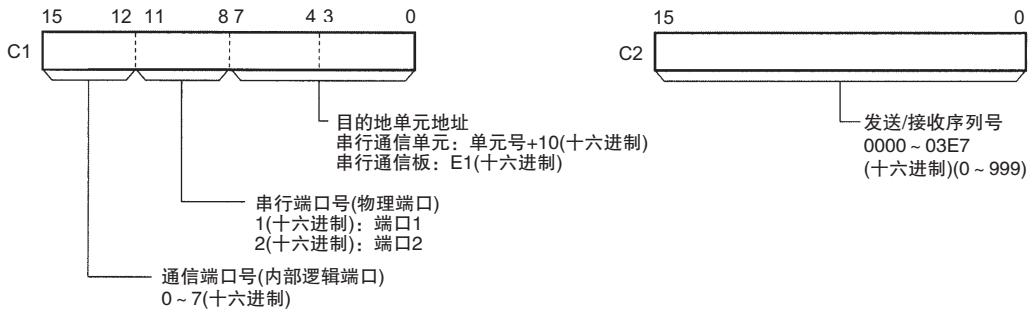 15 12 11 8 7 4 3 0
C1
目的地单元地址
串行通信单元：单元号+10(十六进制)
串行通信板：E1(十六进制)
串行端口号(物理端口)
1(十六进制)：端口1
2(十六进制)：端口2
通信端口号(内部逻辑端口)
0～7(十六进制)
15 0
C2
发送/接收序列号
0000～03E7
(十六进制)(0～999)